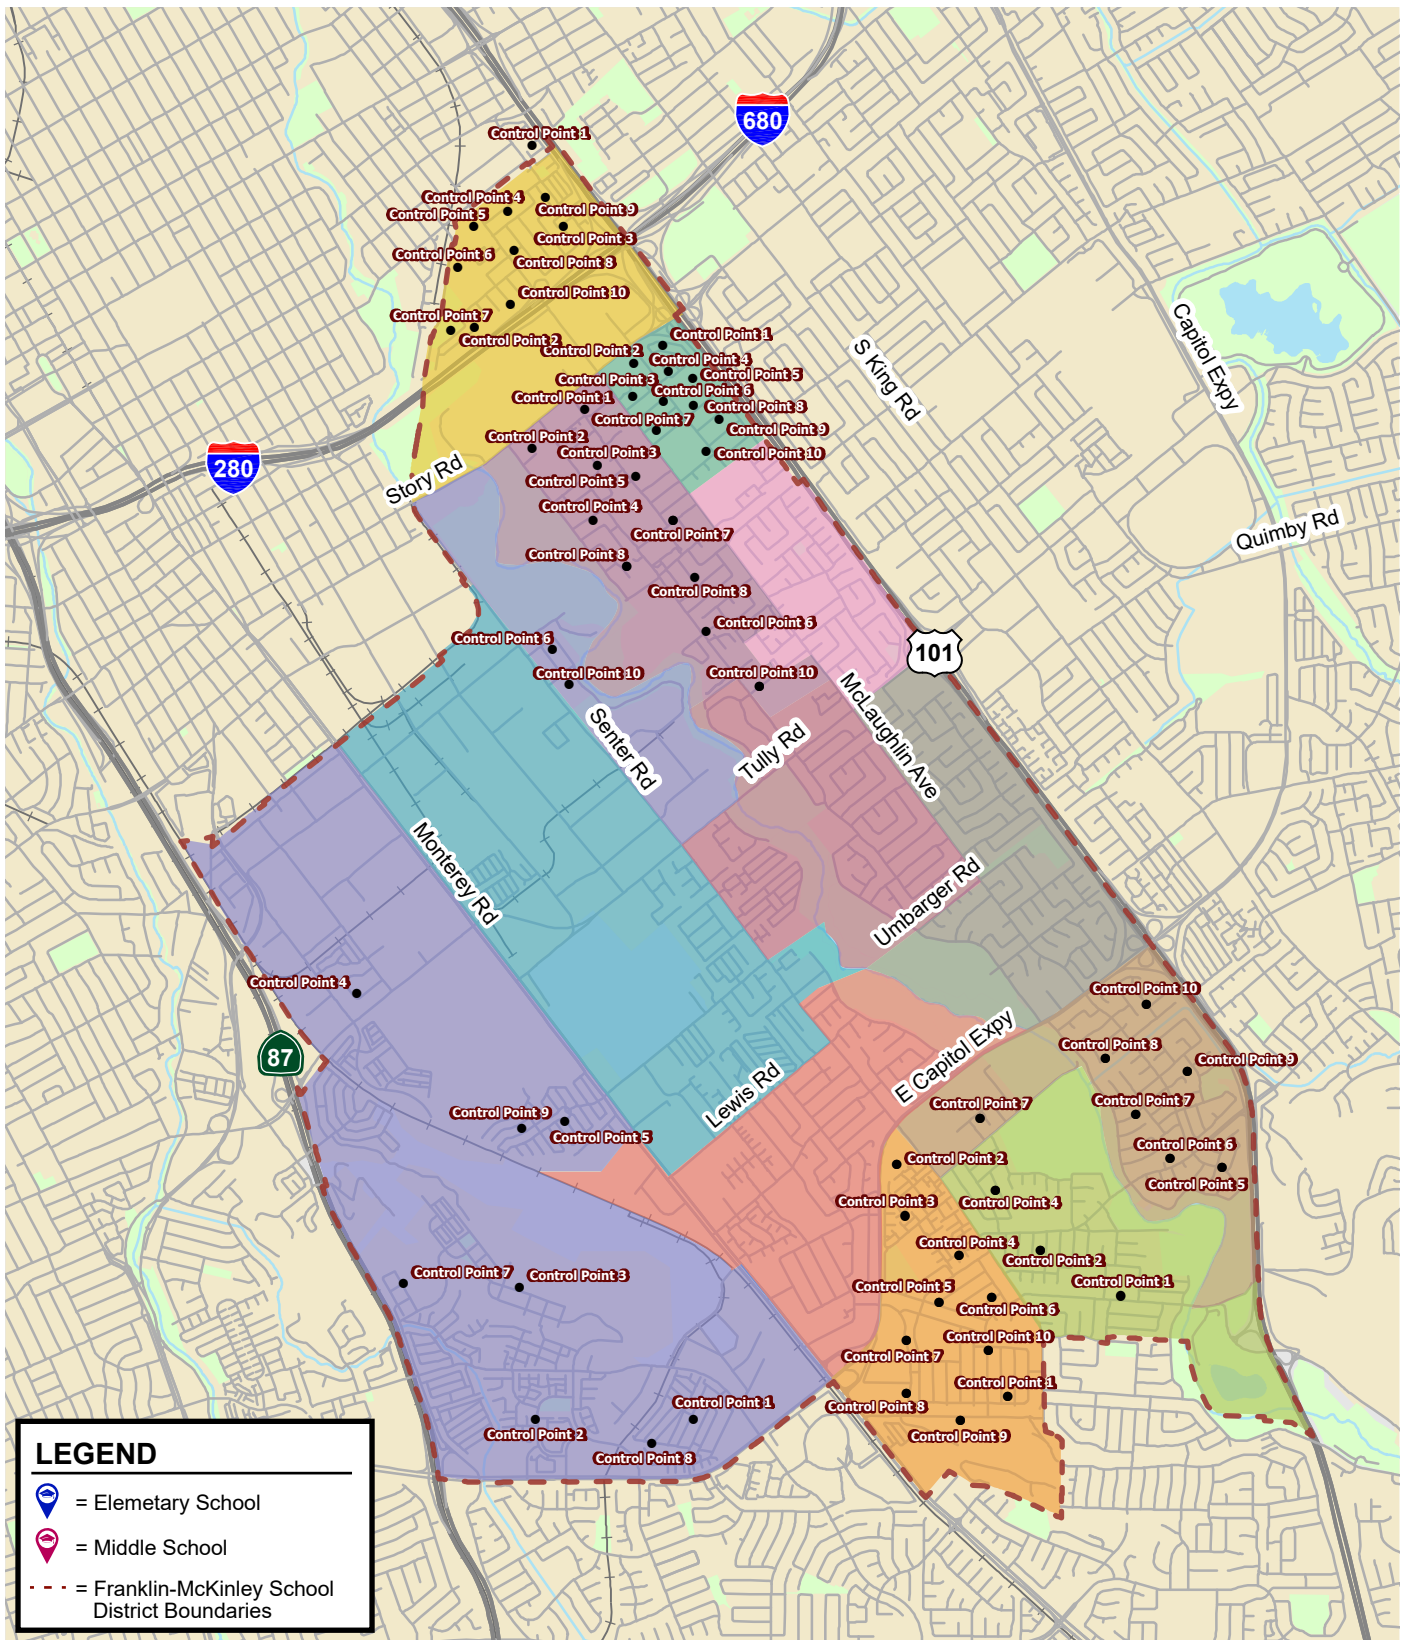 680
Control Point 1
Control Point 4
Control Point 9
Control Point 5
Control Point 3
Control Point 6
Control Point 8
Control Point 10
Control Point 7
Control Point 2
Control Point 1
Control Point 2
Control Point 4
Control Point 5
Control Point 3
Control Point 6
Control Point 8
Control Point 7
Control Point 9
Control Point 10
S King Rd
Capitol Expy
Quimby Rd
280
Story Rd
Control Point 1
Control Point 2
Control Point 3
Control Point 5
Control Point 4
Control Point 7
Control Point 8
Control Point 8
Control Point 6
Control Point 6
Control Point 10
Control Point 10
101
Senter Rd
Tully Rd
McLaughlin Ave
Monterey Rd
Umbarger Rd
Control Point 4
87
E Capitol Expy
Lewis Rd
Control Point 10
Control Point 8
Control Point 9
Control Point 7
Control Point 7
Control Point 6
Control Point 5
Control Point 9
Control Point 5
Control Point 2
Control Point 3
Control Point 4
Control Point 4
Control Point 2
Control Point 1
Control Point 5
Control Point 6
Control Point 10
Control Point 7
Control Point 1
Control Point 8
Control Point 9
Control Point 7
Control Point 3
Control Point 1
Control Point 2
Control Point 8
LEGEND
= Elemetary School
= Middle School
= Franklin-McKinley School
District Boundaries